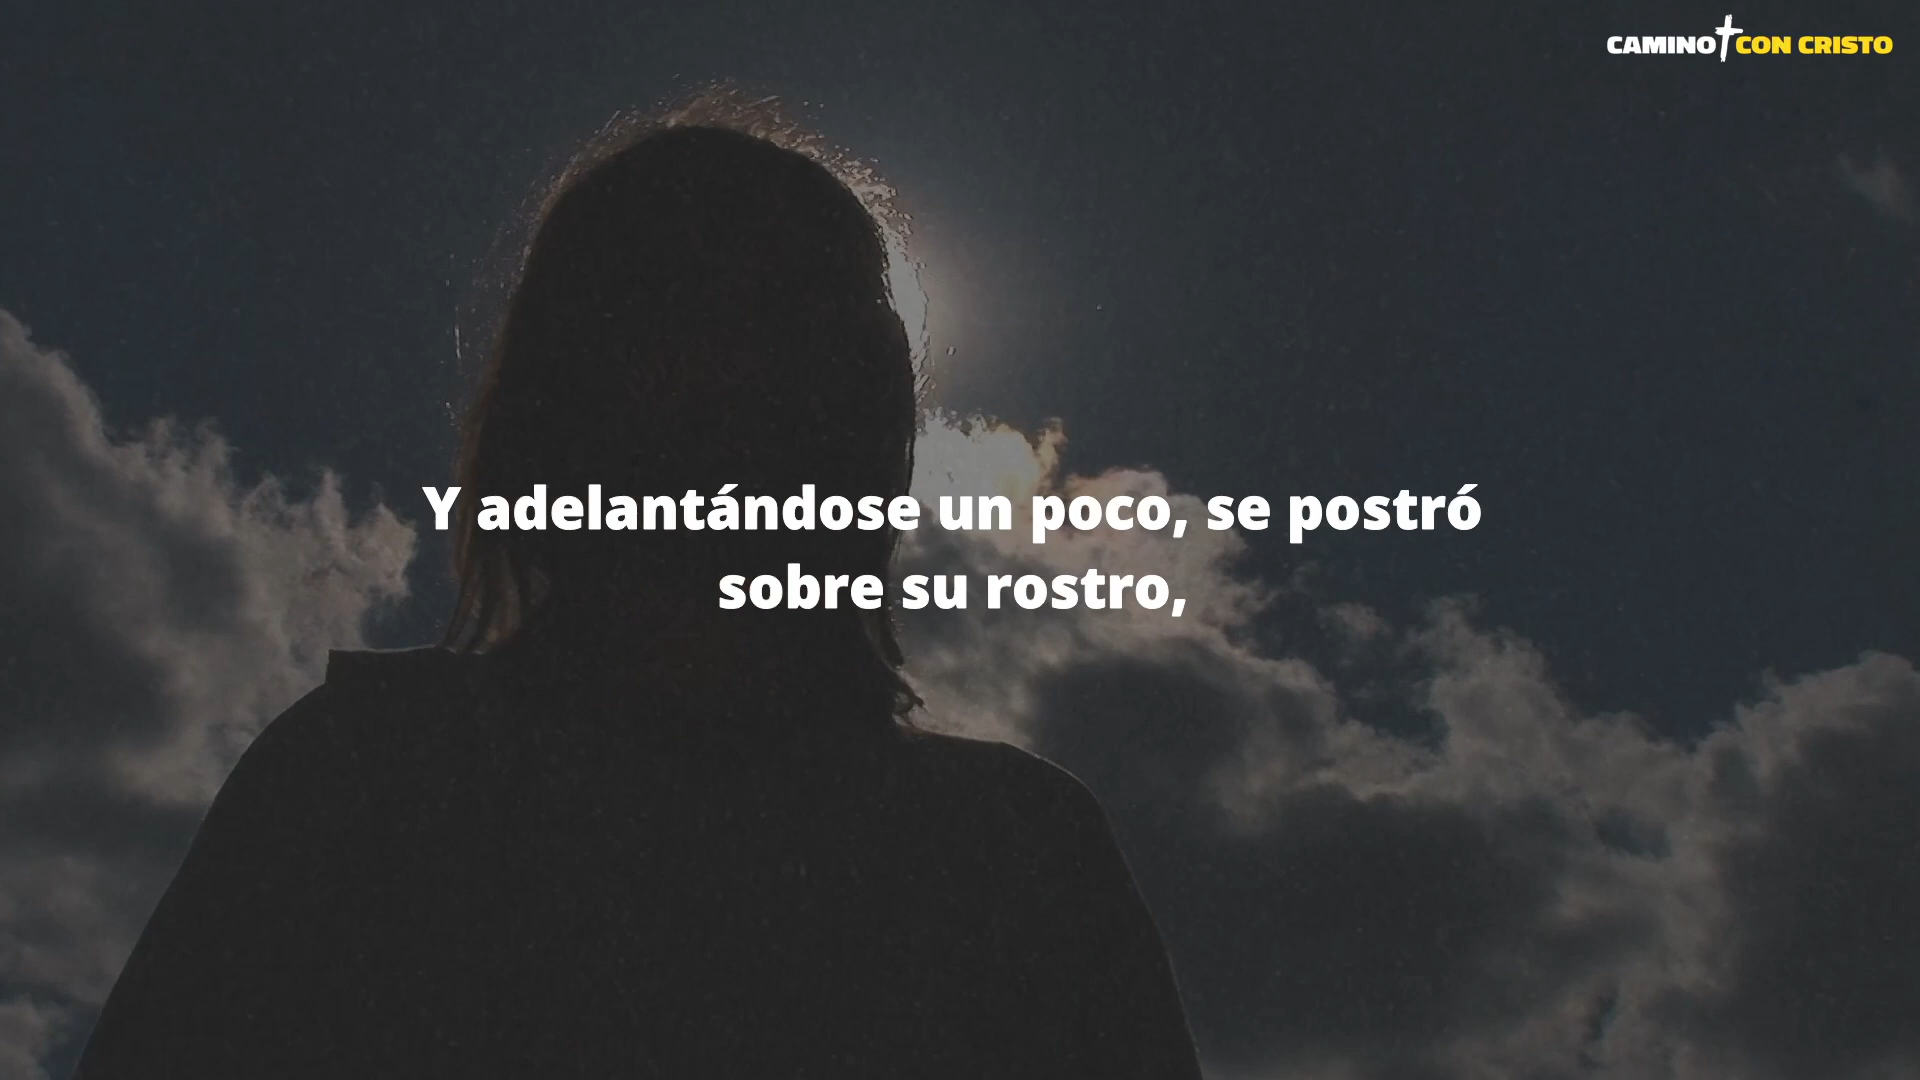 CAMINO CON CRISTO
Y adelantándose un poco, se postró
sobre su rostro,